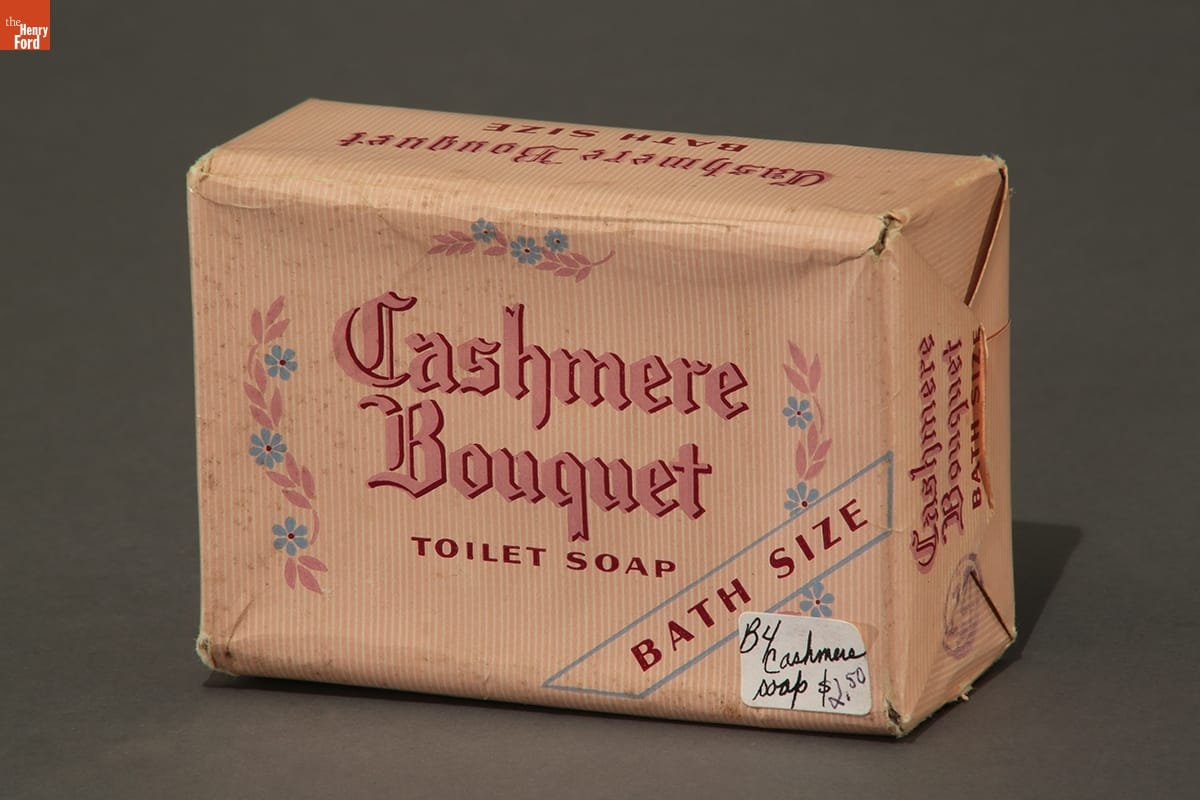 the
Henry
Ford
Cashmere Bouquet
BATH SIZE
Cashmere
Bouquet
TOILET SOAP
BATH SIZE
B4
Cashmere
soap $2.50
Cashmere
Bouquet
BATH SIZE